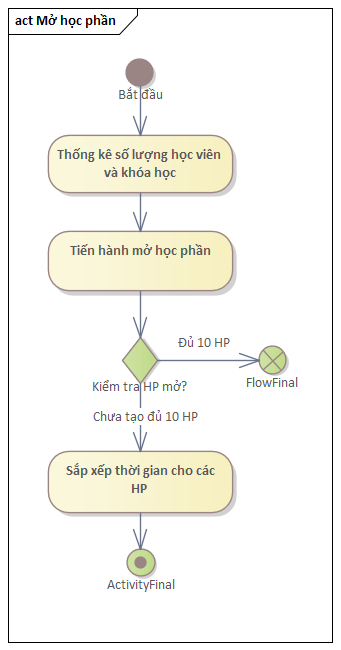 act Mở học phần
Bắt đầu
Thống kê số lượng học viên
và khóa học
Tiến hành mở học phần
Đủ 10 HP
FlowFinal
Kiểm tra HP mở?
Chưa tạo đủ 10 HP
Sắp xếp thời gian cho các
HP
ActivityFinal